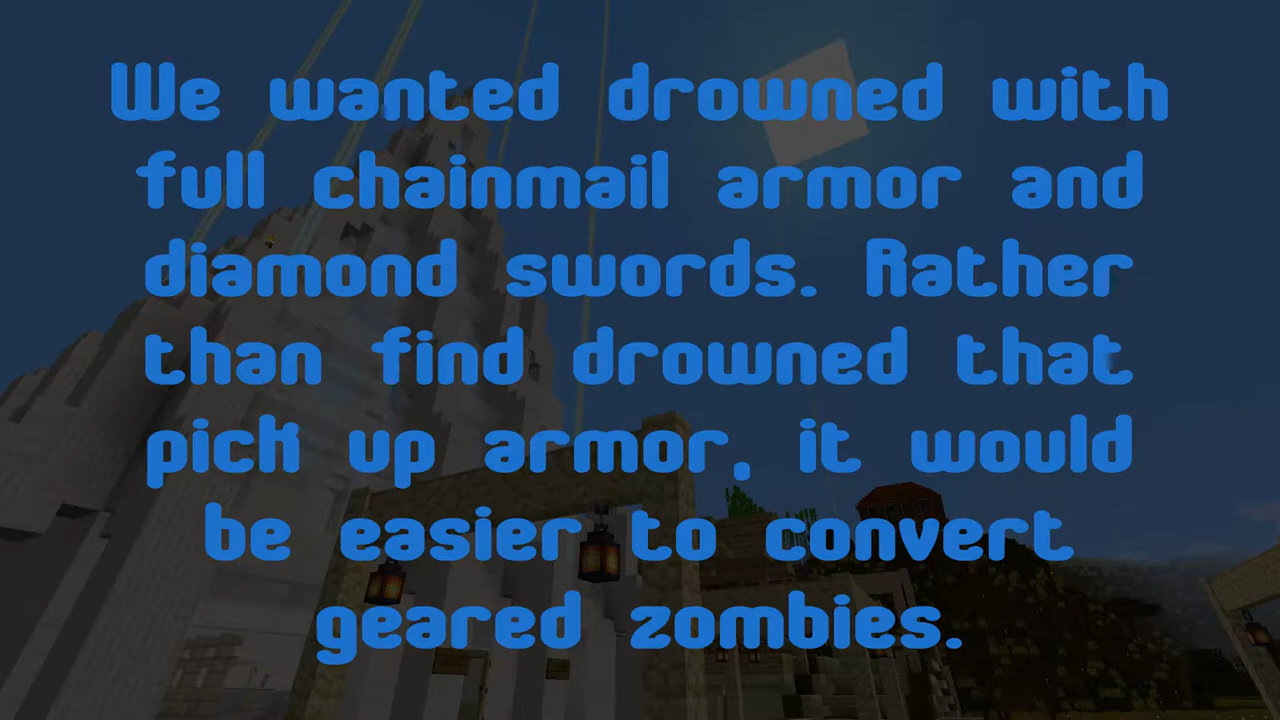 We wanted drowned with
full chainmail armor and
diamond swords. Rather
than find drowned that
pick up armor, it would
be easier to convert
geared zombies.